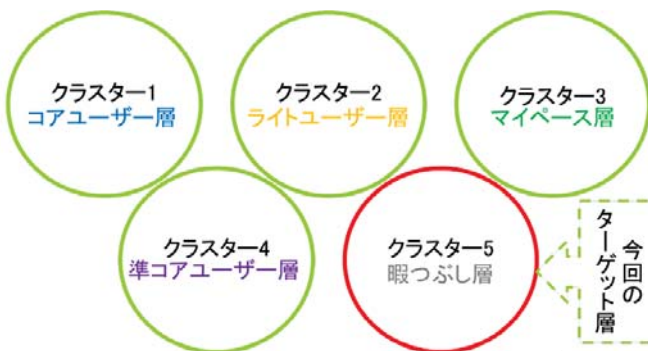 クラスター1
コアユーザー層
クラスター2
ライトユーザー層
クラスター3
マイペース層
クラスター4
準コアユーザー層
クラスター5
暇つぶし層
今回の
ターゲット層